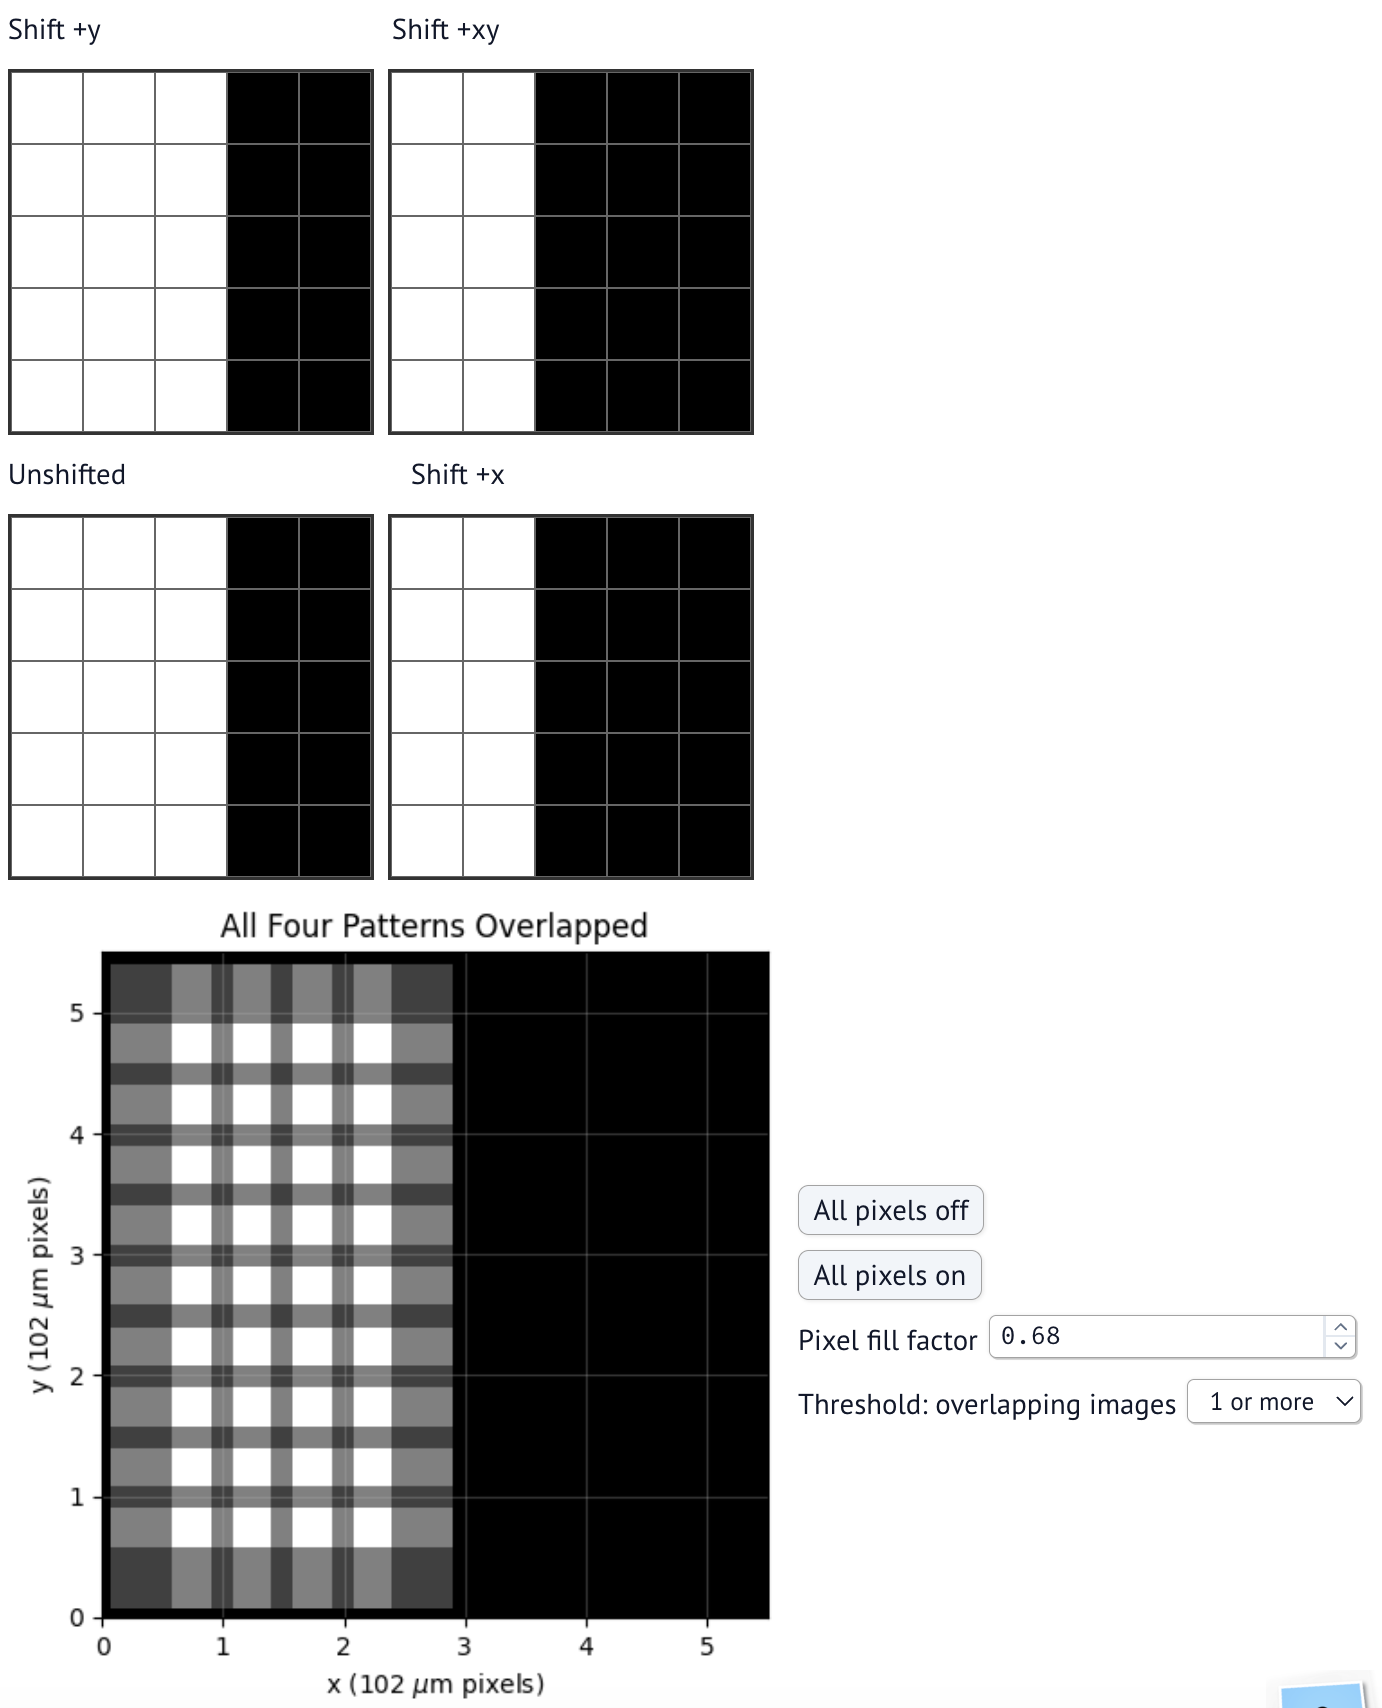 Shift +y
Shift +xy
Unshifted
Shift +x
All Four Patterns Overlapped
5
4
3
2
1
0
y (102 μm pixels)
0 1 2 3 4 5
x (102 μm pixels)
All pixels off
All pixels on
Pixel fill factor 0.68
Threshold: overlapping images 1 or more